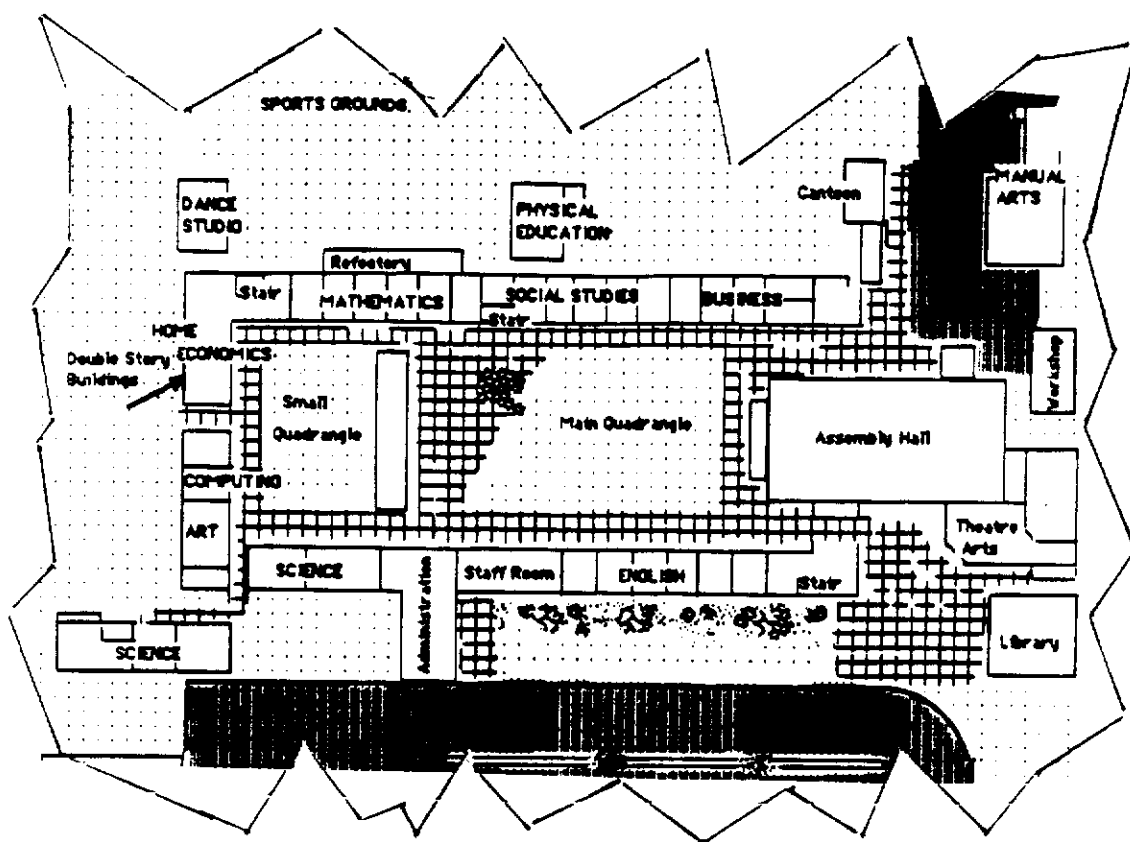 SPORTS GROUNDS
DANCE
STUDIO
PHYSICAL
EDUCATION
Canteen
MANUAL
ARTS
Refectory
Stair
MATHEMATICS
SOCIAL STUDIES
BUSINESS
Stair
HOME
ECONOMICS
Double Story
Buildings
Small
Quadrangle
Main Quadrangle
Assembly Hall
Workshop
COMPUTING
ART
Theatre
Arts
SCIENCE
Administration
Staff Room
ENGLISH
Stair
SCIENCE
Library